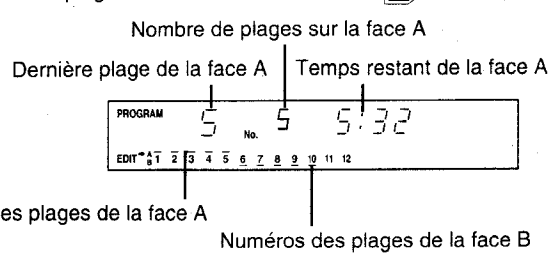 Nombre de plages sur la face A
Dernière plage de la face A
Temps restant de la face A
PROGRAM
5 No. 5 5:32
EDIT A B 1 2 3 4 5 6 7 8 9 10 11 12
es plages de la face A
Numéros des plages de la face B